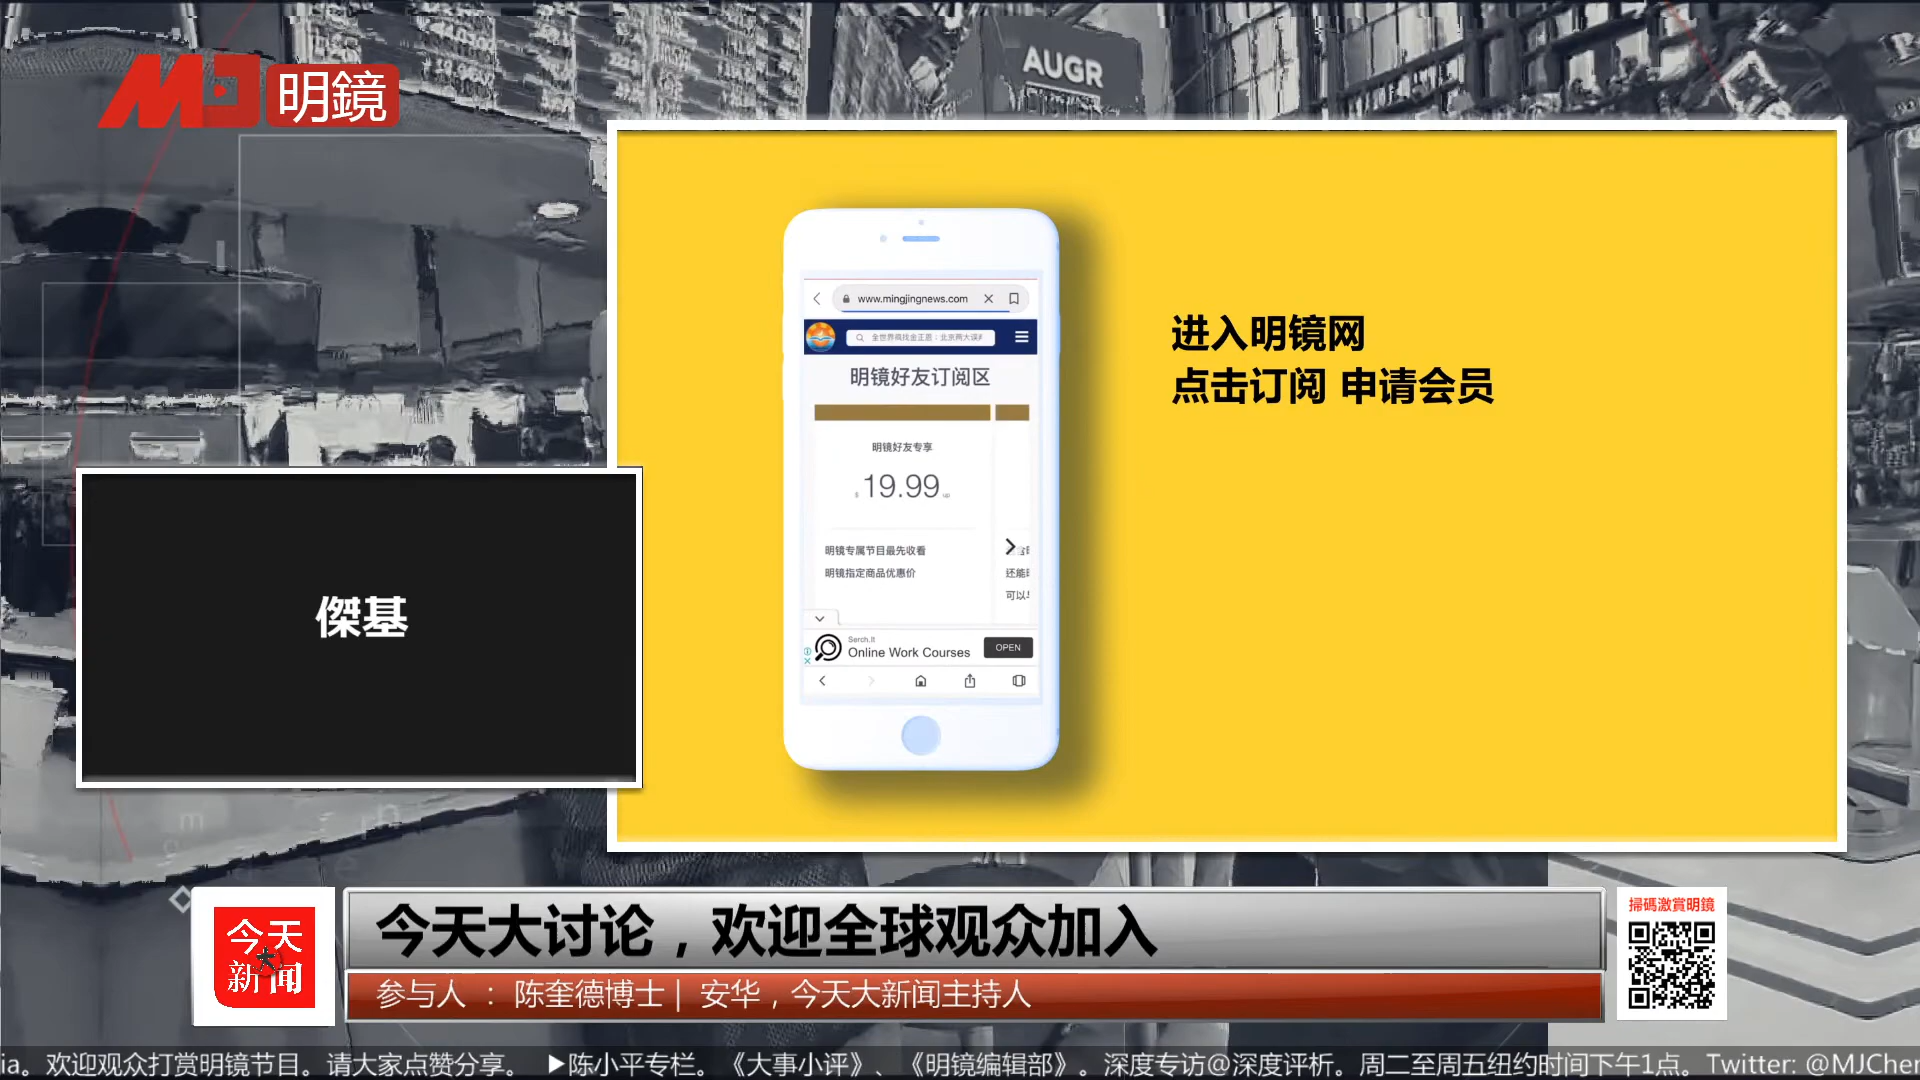 AUGR
明鏡
www.mingjingnews.com
明镜好友订阅区
明镜好友专享
$ 19.99 up
明镜专属节目最先收看
明镜指定商品优惠价
还能
可以
Serch.It
Online Work Courses
OPEN
进入明镜网
点击订阅 申请会员
傑基
今天
新闻
今天大讨论，欢迎全球观众加入
参与人 ： 陈奎德博士｜ 安华，今天大新闻主持人
掃碼激賞明鏡
ia。欢迎观众打赏明镜节目。请大家点赞分享。 ▶陈小平专栏。《大事小评》、《明镜编辑部》。深度专访@深度评析。周二至周五纽约时间下午1点。Twitter: @MJCher